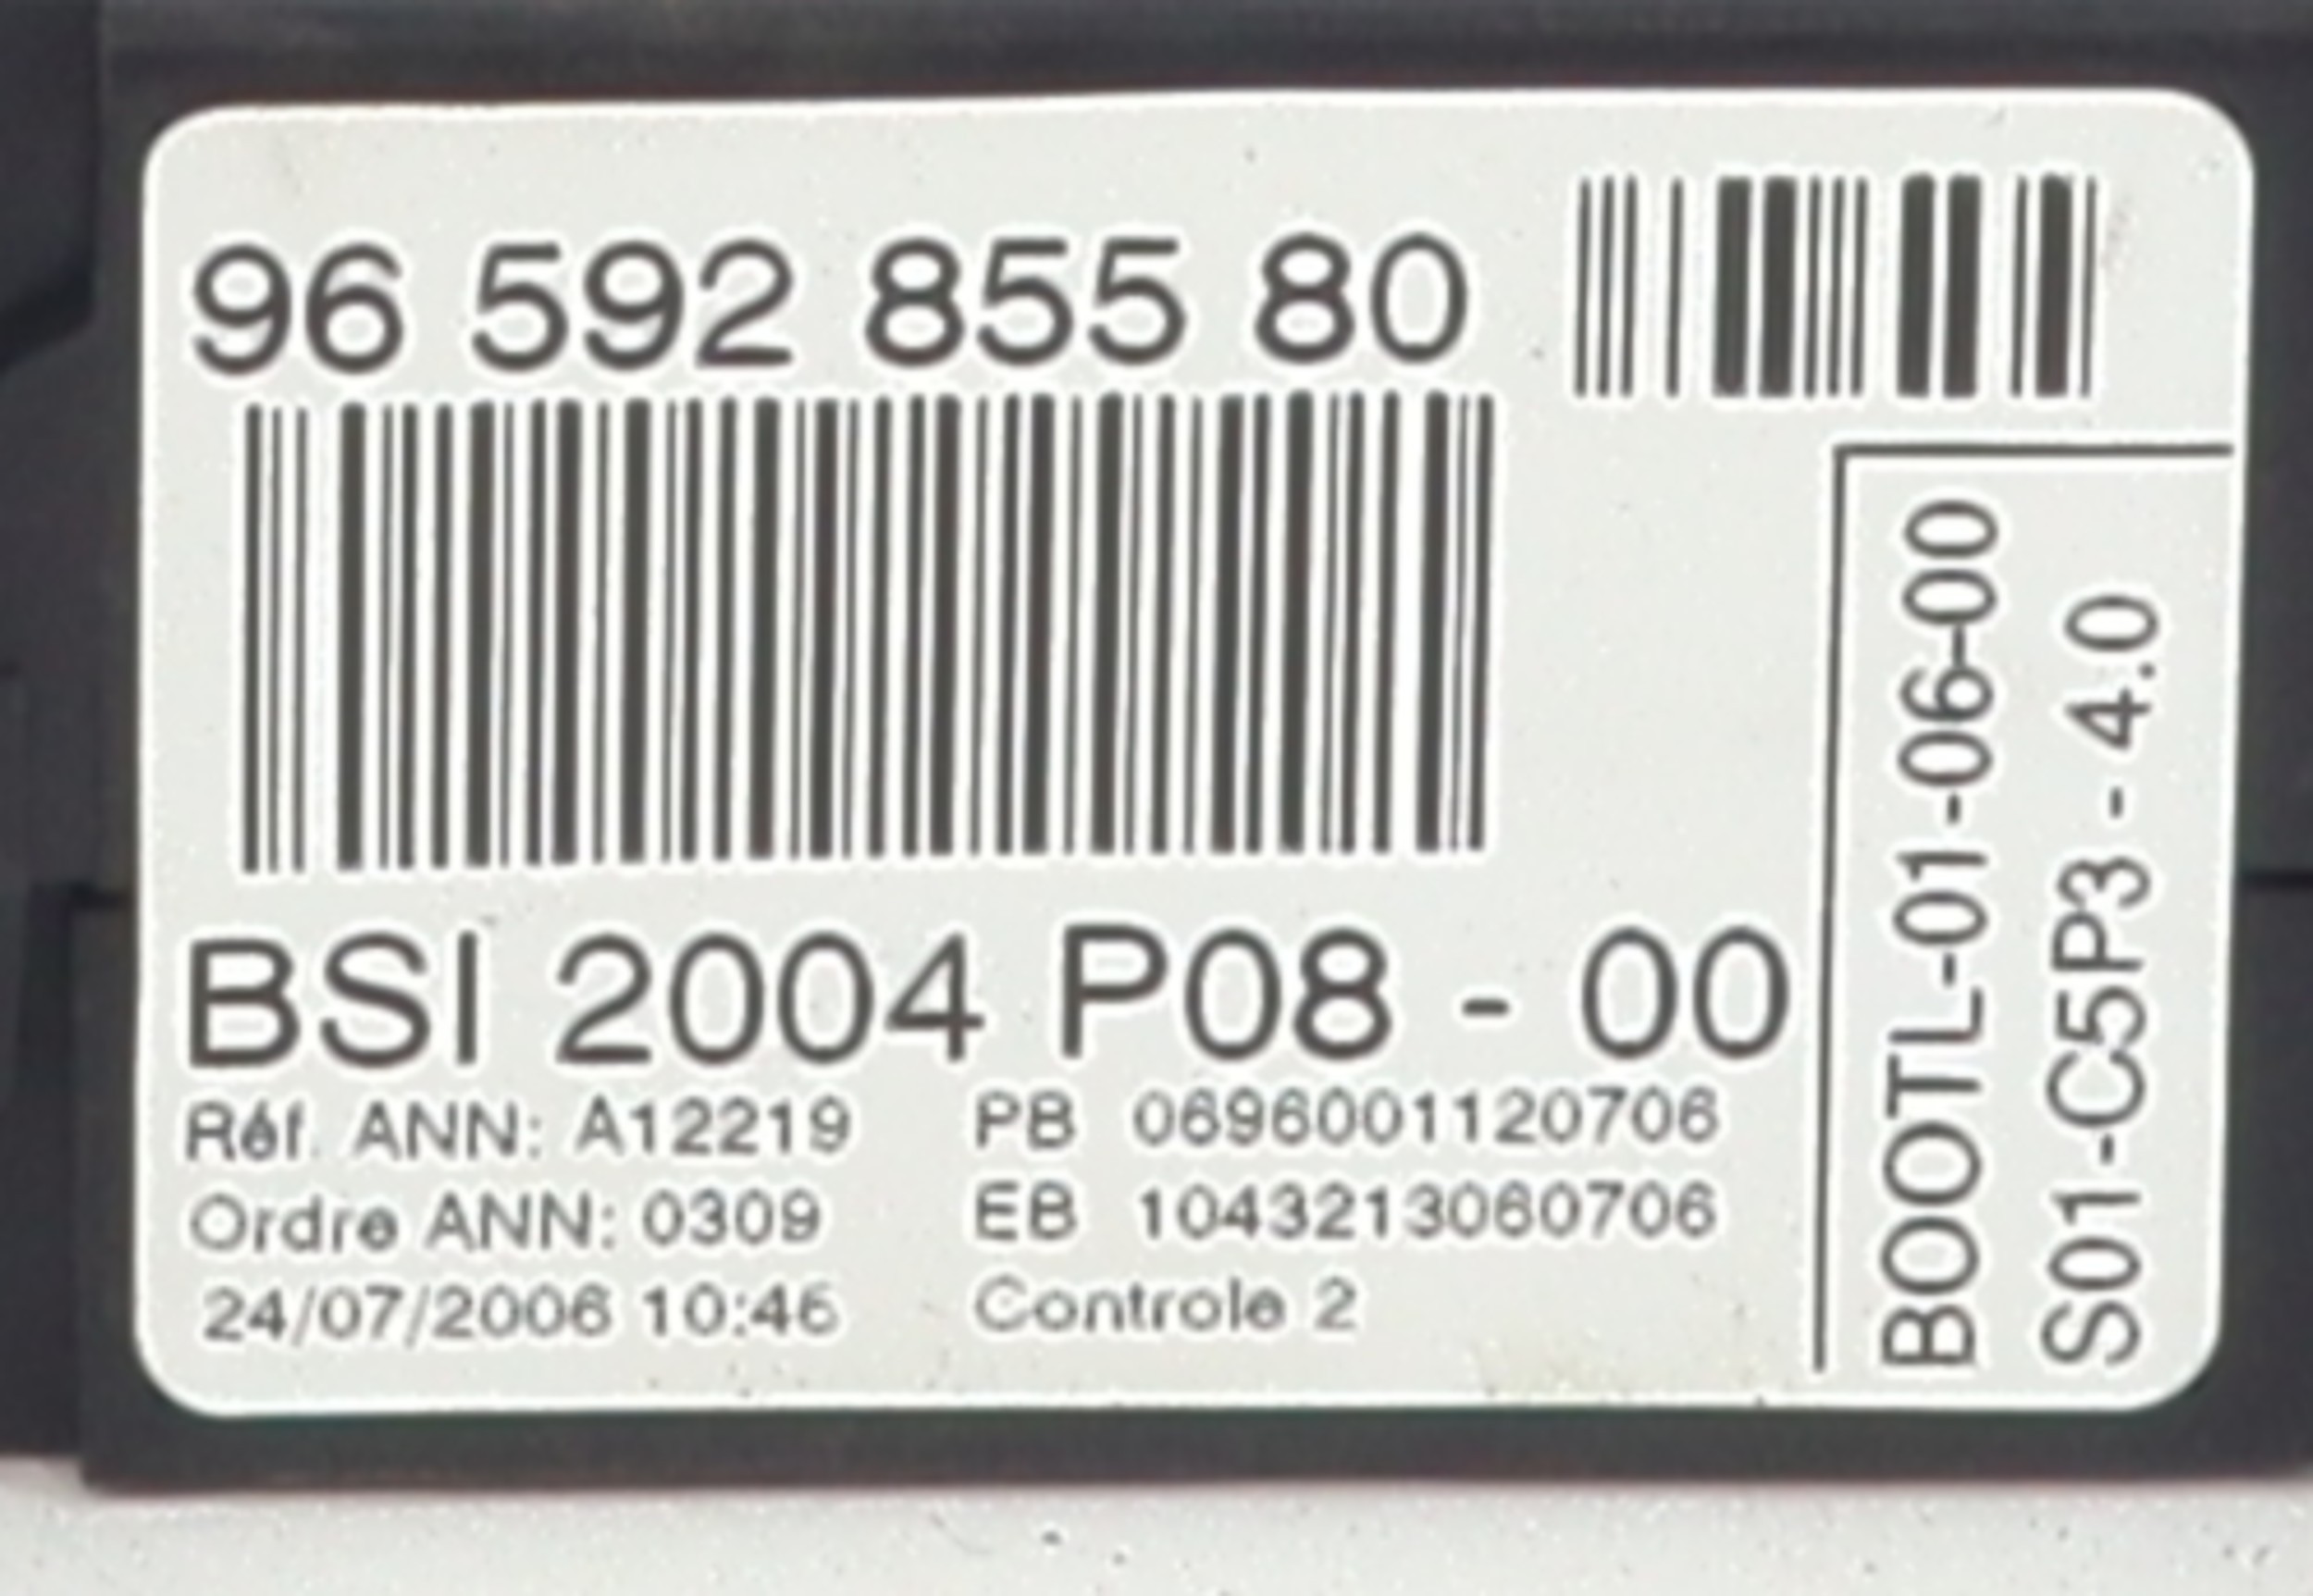 96 592 855 80
BSI 2004 P08 - 00
Réf. ANN: A12219 PB 0696001120706
Ordre ANN: 0309 EB 1043213060706
24/07/2006 10:46 Controle 2
BOOTL-01-06-00
S01-C5P3 - 4.0